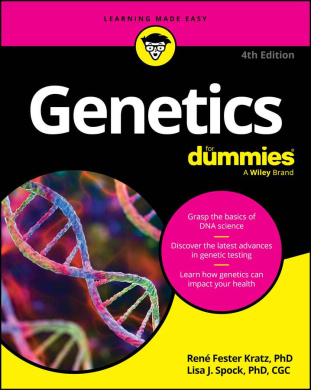 LEARNING MADE EASY
4th Edition
Genetics
for
dummies®
A Wiley Brand
Grasp the basics of
DNA science
Discover the latest advances
in genetic testing
Learn how genetics can
impact your health
René Fester Kratz, PhD
Lisa J. Spock, PhD, CGC